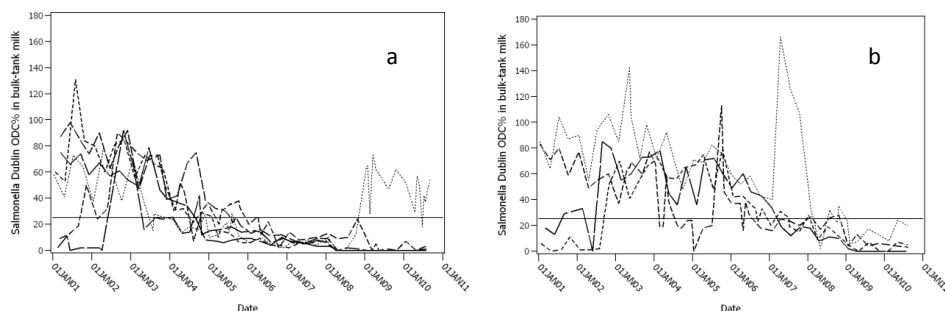 a
Salmonella Dublin ODC% in bulk-tank milk
180
160
140
120
100
80
60
40
20
0
01JAN01
01JAN02
01JAN03
01JAN04
01JAN05
01JAN06
01JAN07
01JAN08
01JAN09
01JAN10
01JAN11
Date
b
Salmonella Dublin ODC% in bulk-tank milk
180
160
140
120
100
80
60
40
20
0
01JAN01
01JAN02
01JAN03
01JAN04
01JAN05
01JAN06
01JAN07
01JAN08
01JAN09
01JAN10
Date